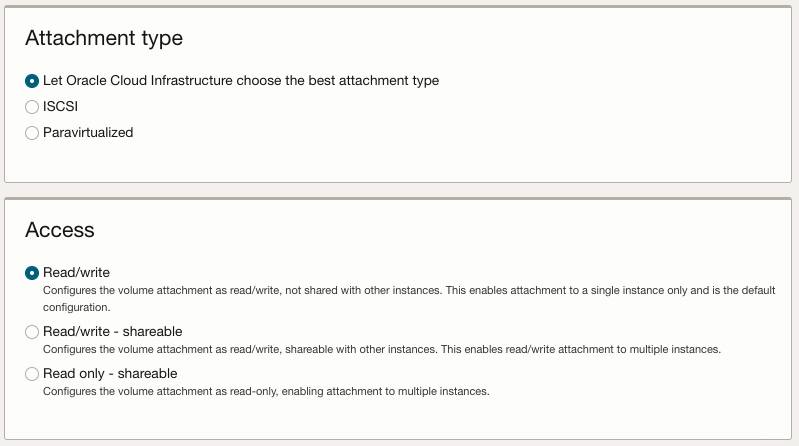 Attachment type
Let Oracle Cloud Infrastructure choose the best attachment type
ISCSI
Paravirtualized
Access
Read/write
Configures the volume attachment as read/write, not shared with other instances. This enables attachment to a single instance only and is the default
configuration.
Read/write - shareable
Configures the volume attachment as read/write, shareable with other instances. This enables read/write attachment to multiple instances.
Read only - shareable
Configures the volume attachment as read-only, enabling attachment to multiple instances.